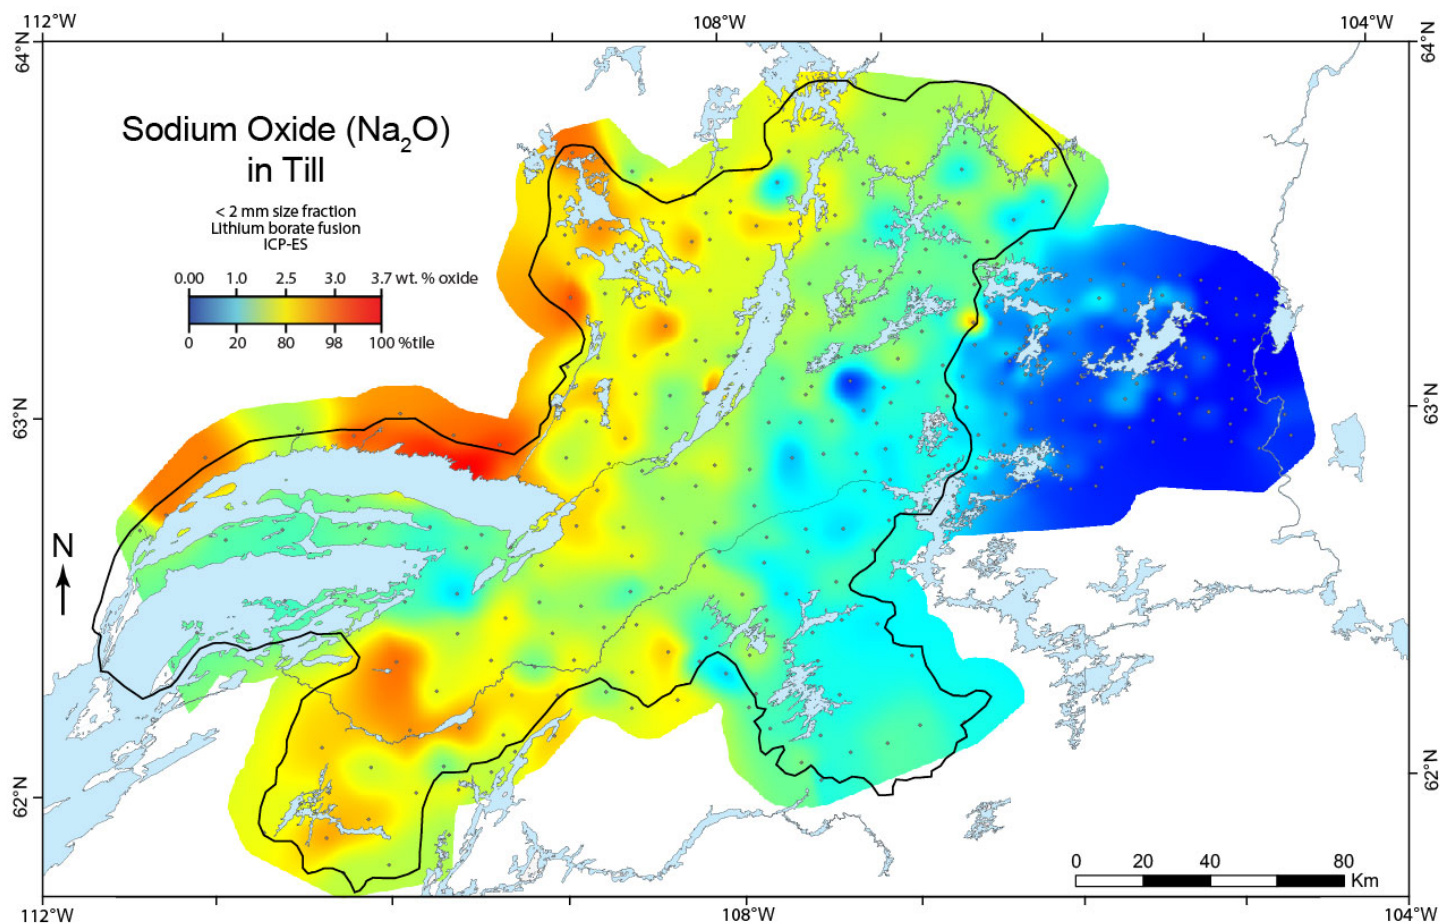 112°W 108°W 104°W
64°N 64°N
Sodium Oxide (Na₂O)
in Till
< 2 mm size fraction
Lithium borate fusion
ICP-ES
0.00 1.0 2.5 3.0 3.7 wt. % oxide
0 20 80 98 100 %tile
63°N 63°N
N
62°N 62°N
0 20 40 80
Km
112°W 108°W 104°W